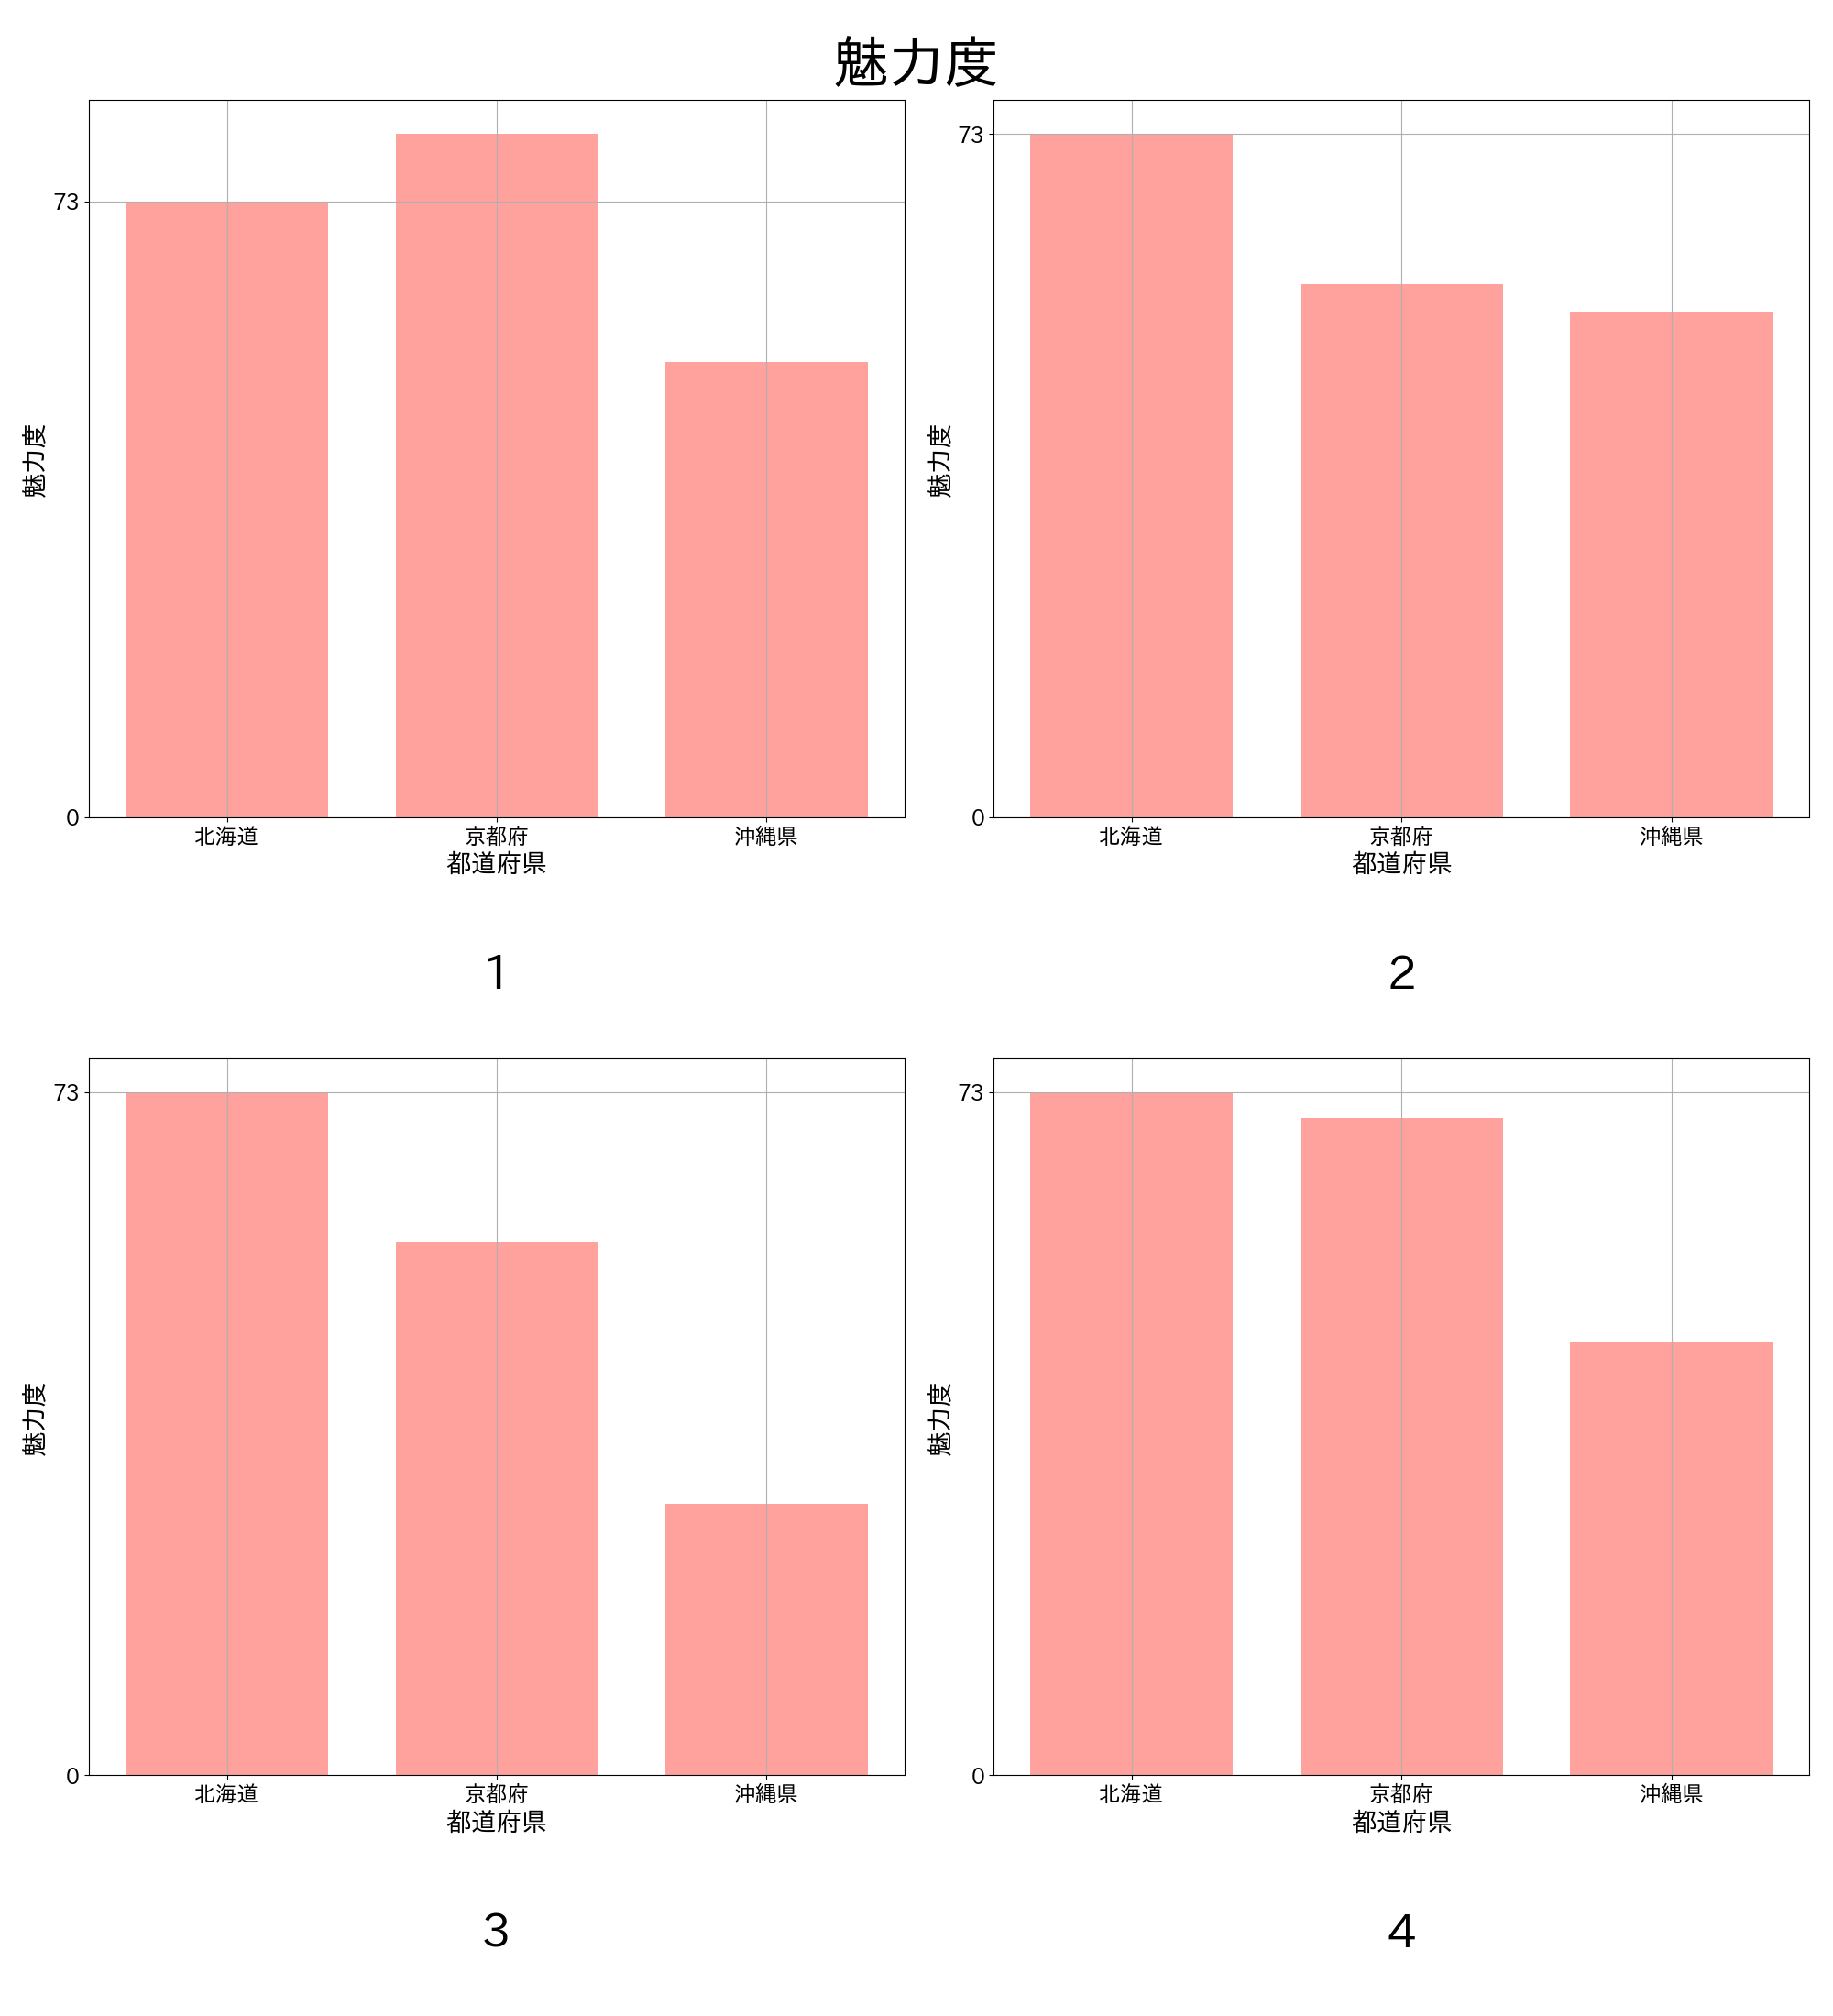 魅力度
73
0
魅力度
北海道 京都府 沖縄県
都道府県
1
73
0
魅力度
北海道 京都府 沖縄県
都道府県
2
73
0
魅力度
北海道 京都府 沖縄県
都道府県
3
73
0
魅力度
北海道 京都府 沖縄県
都道府県
4